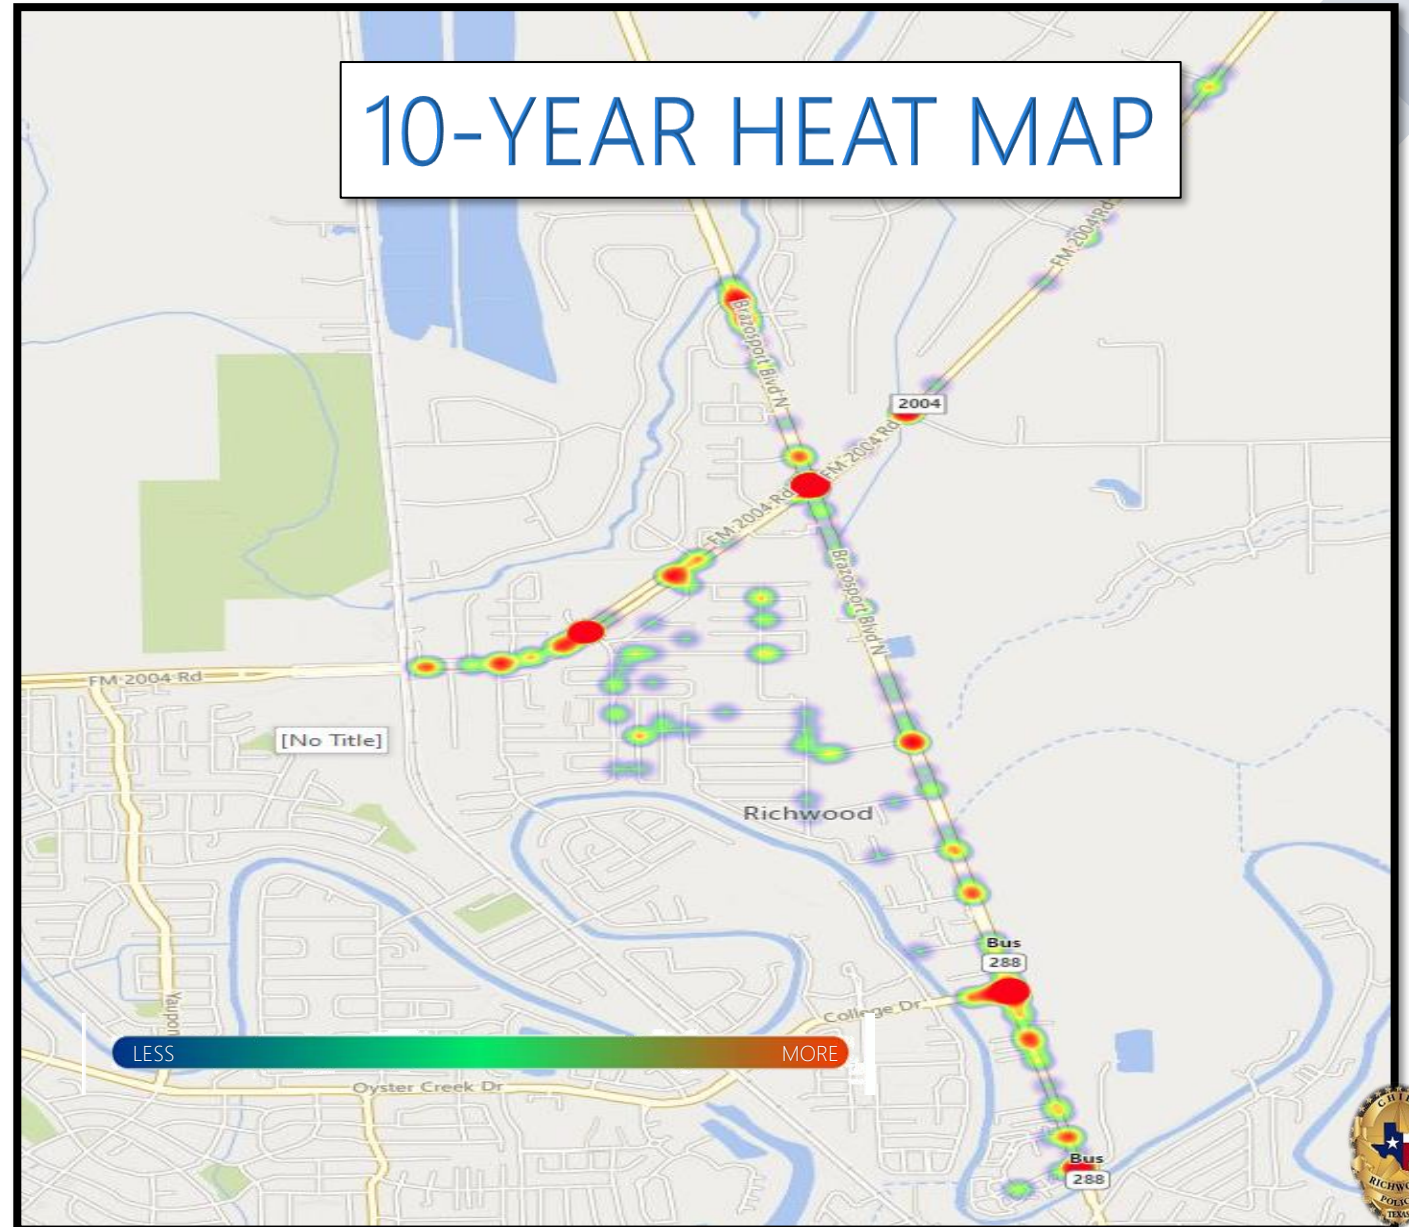 10-YEAR HEAT MAP
FM 2004 Rd
Brazosport Blvd N
2004
FM 2004 Rd
FM 2004 Rd
Brazosport Blvd N
FM 2004 Rd
[No Title]
Richwood
Bus
288
College Dr
Yaupon
LESS
MORE
Oyster Creek Dr
Bus
288
TEXAS